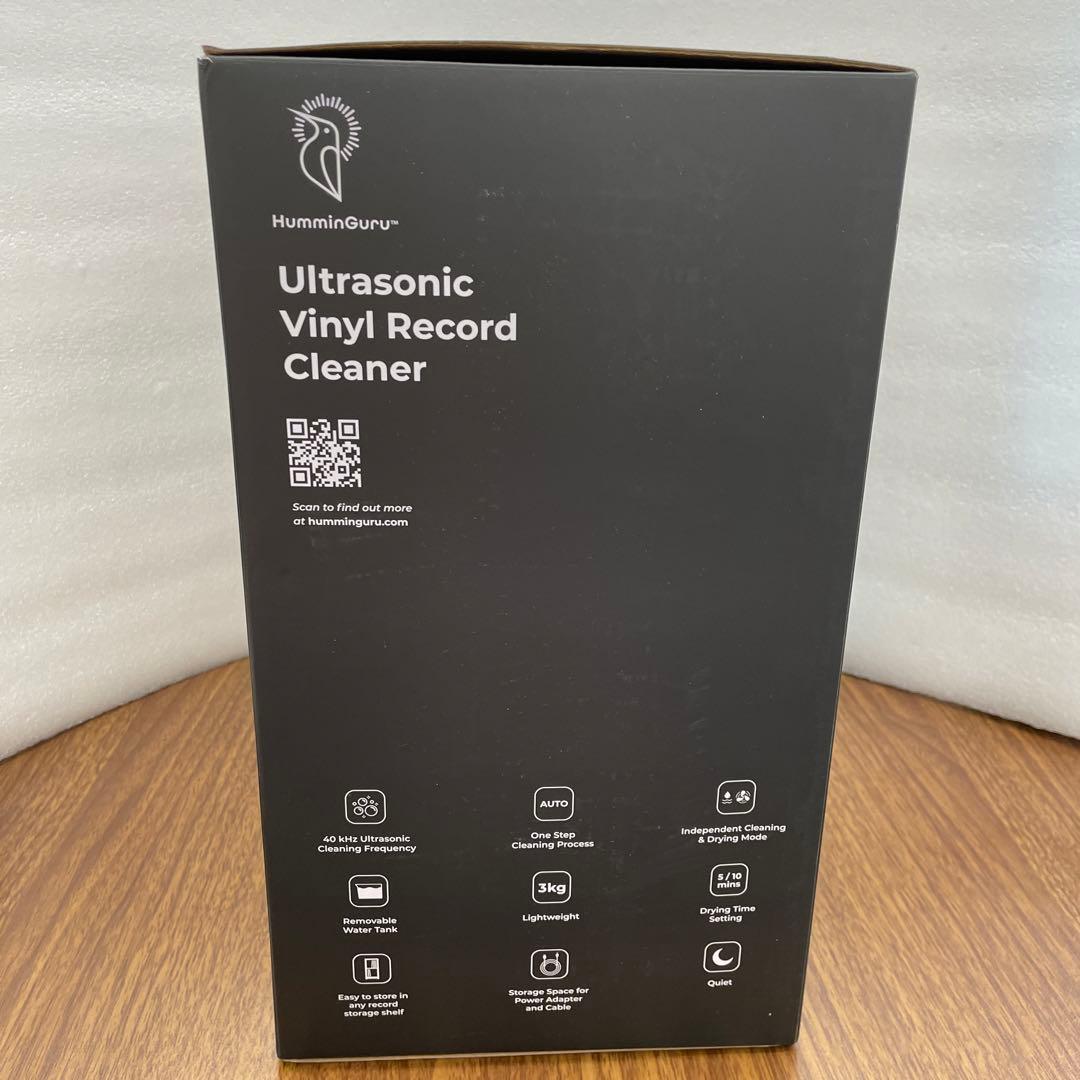 HumminGuru™
Ultrasonic
Vinyl Record
Cleaner
Scan to find out more
at humminguru.com
40 kHz Ultrasonic
Cleaning Frequency
AUTO
One Step
Cleaning Process
Independent Cleaning
& Drying Mode
Removable
Water Tank
3kg
Lightweight
5 / 10
mins
Drying Time
Setting
Easy to store in
any record
storage shelf
Storage Space for
Power Adapter
and Cable
Quiet